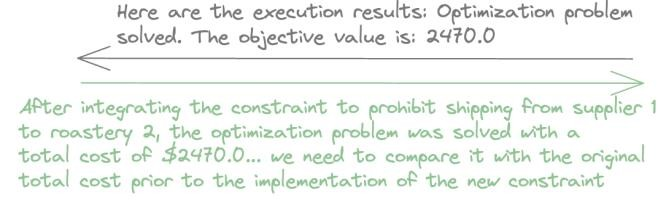 Here are the execution results: Optimization problem
solved. The objective value is: 2470.0
After integrating the constraint to prohibit shipping from supplier 1
to roastery 2, the optimization problem was solved with a
total cost of $2470.0... we need to compare it with the original
total cost prior to the implementation of the new constraint